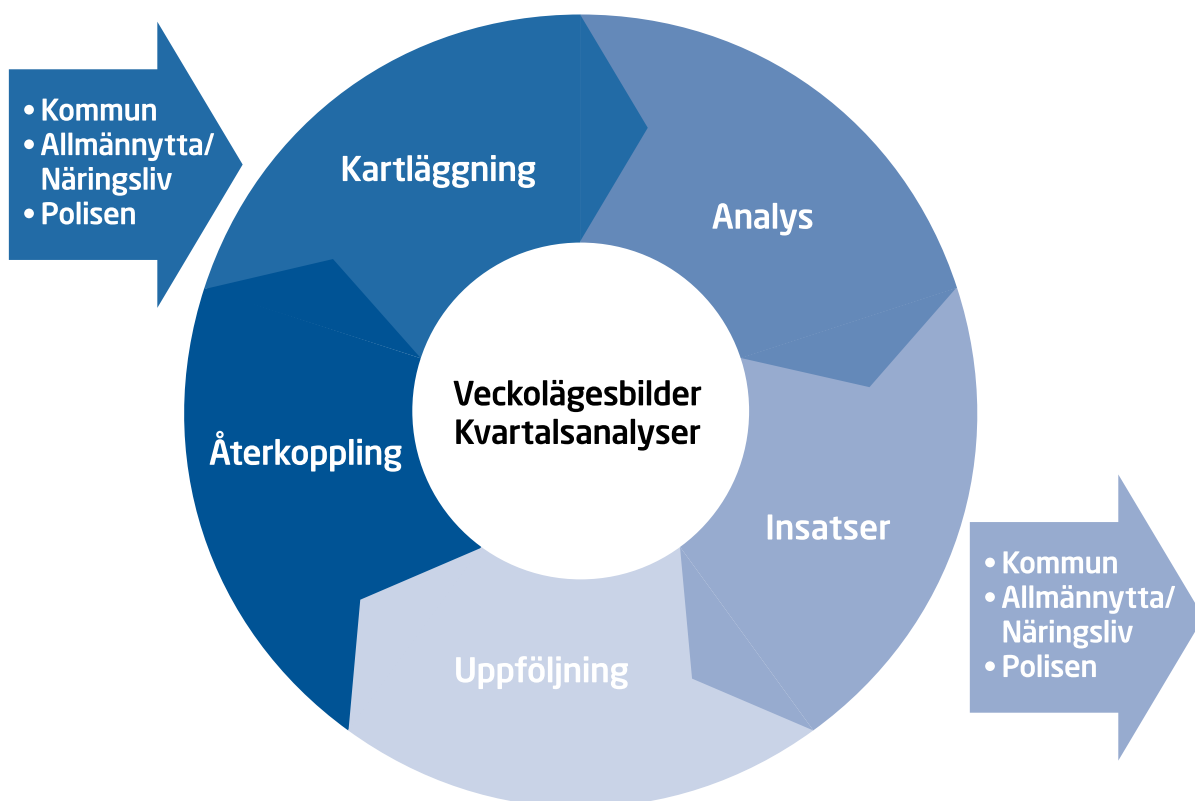 • Kommun
• Allmännytta/
Näringsliv
• Polisen
Kartläggning
Analys
Veckolägesbilder
Kvartalsanalyser
Återkoppling
Insatser
Uppföljning
• Kommun
• Allmännytta/
Näringsliv
• Polisen